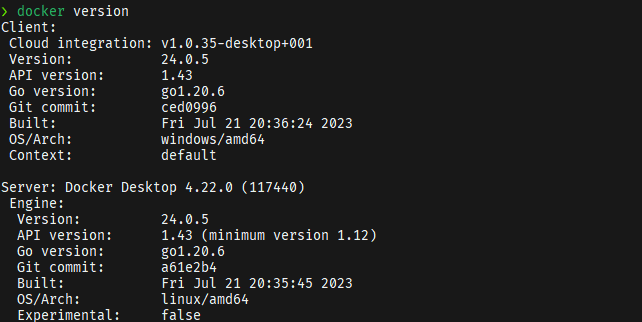 ❯ docker version
Client:
 Cloud integration: v1.0.35-desktop+001
 Version:           24.0.5
 API version:       1.43
 Go version:        go1.20.6
 Git commit:        ced0996
 Built:             Fri Jul 21 20:36:24 2023
 OS/Arch:           windows/amd64
 Context:           default

Server: Docker Desktop 4.22.0 (117440)
 Engine:
  Version:          24.0.5
  API version:      1.43 (minimum version 1.12)
  Go version:       go1.20.6
  Git commit:       a61e2b4
  Built:            Fri Jul 21 20:35:45 2023
  OS/Arch:          linux/amd64
  Experimental:     false